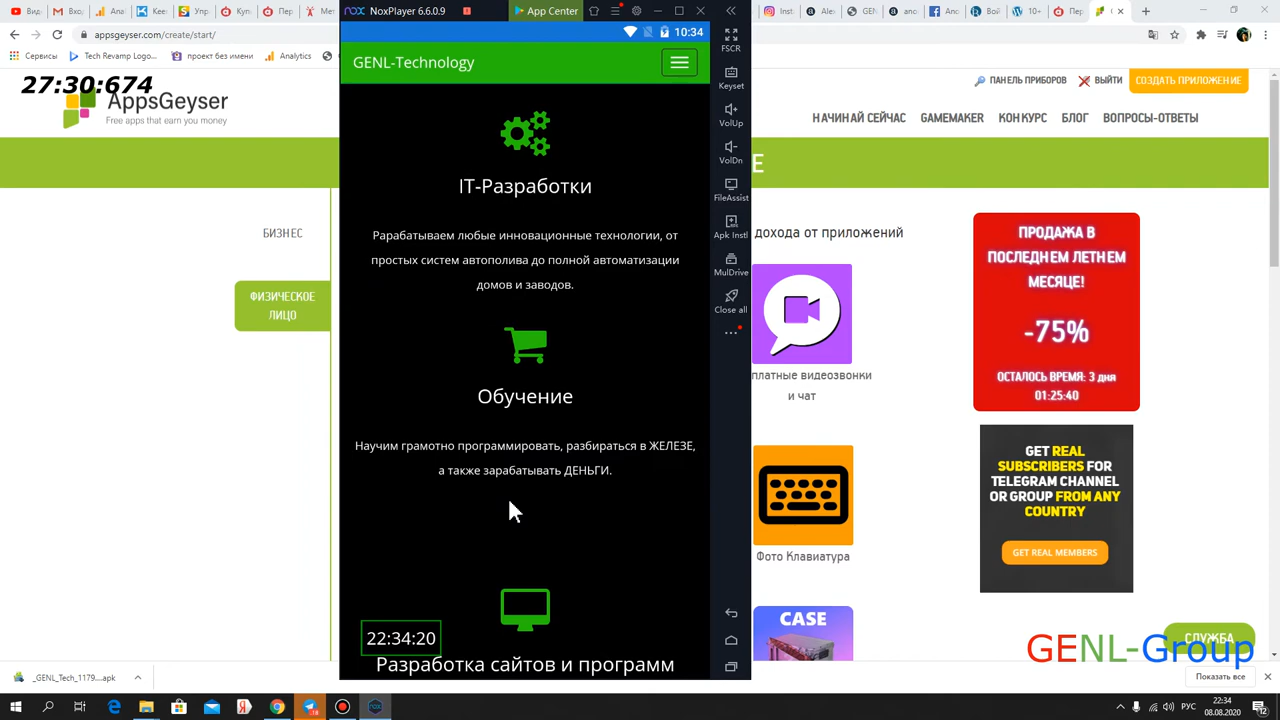 NoxPlayer 6.6.0.9
App Center
appsgeyser.com/create/start/
Сервисы
Tech Revamp Logo...
проект без имени
Analytics
27:30:674
AppsGeyser
Free apps that earn you money
ПАНЕЛЬ ПРИБОРОВ
ВЫЙТИ
СОЗДАТЬ ПРИЛОЖЕНИЕ
НАЧИНАЙ СЕЙЧАС
GAMEMAKER
КОНКУРС
БЛОГ
ВОПРОСЫ-ОТВЕТЫ
Е
БИЗНЕС
ФИЗИЧЕСКОЕ
ЛИЦО
10:34
GENL-Technology
IT-Разработки
Рарабатываем любые инновационные технологии, от
простых систем автополива до полной автоматизации
домов и заводов.
Обучение
Научим грамотно программировать, разбираться в ЖЕЛЕЗЕ,
а также зарабатывать ДЕНЬГИ.
22:34:20
Разработка сайтов и программ
FSCR
Keyset
VolUp
VolDn
FileAssist
Apk Instl
MulDrive
Close all
дохода от приложений
платные видеозвонки
и чат
Фото Клавиатура
CASE
ПРОДАЖА В
ПОСЛЕДНЕМ ЛЕТНЕМ
МЕСЯЦЕ!
-75%
ОСТАЛОСЬ ВРЕМЯ: 3 дня
01:25:40
GET REAL
SUBSCRIBERS FOR
TELEGRAM CHANNEL
OR GROUP FROM ANY
COUNTRY
GET REAL MEMBERS
СЛУЖБА
GENL-Group
_GENL_Tech_1179....apk
Показать все
РУС
22:34
08.08.2020